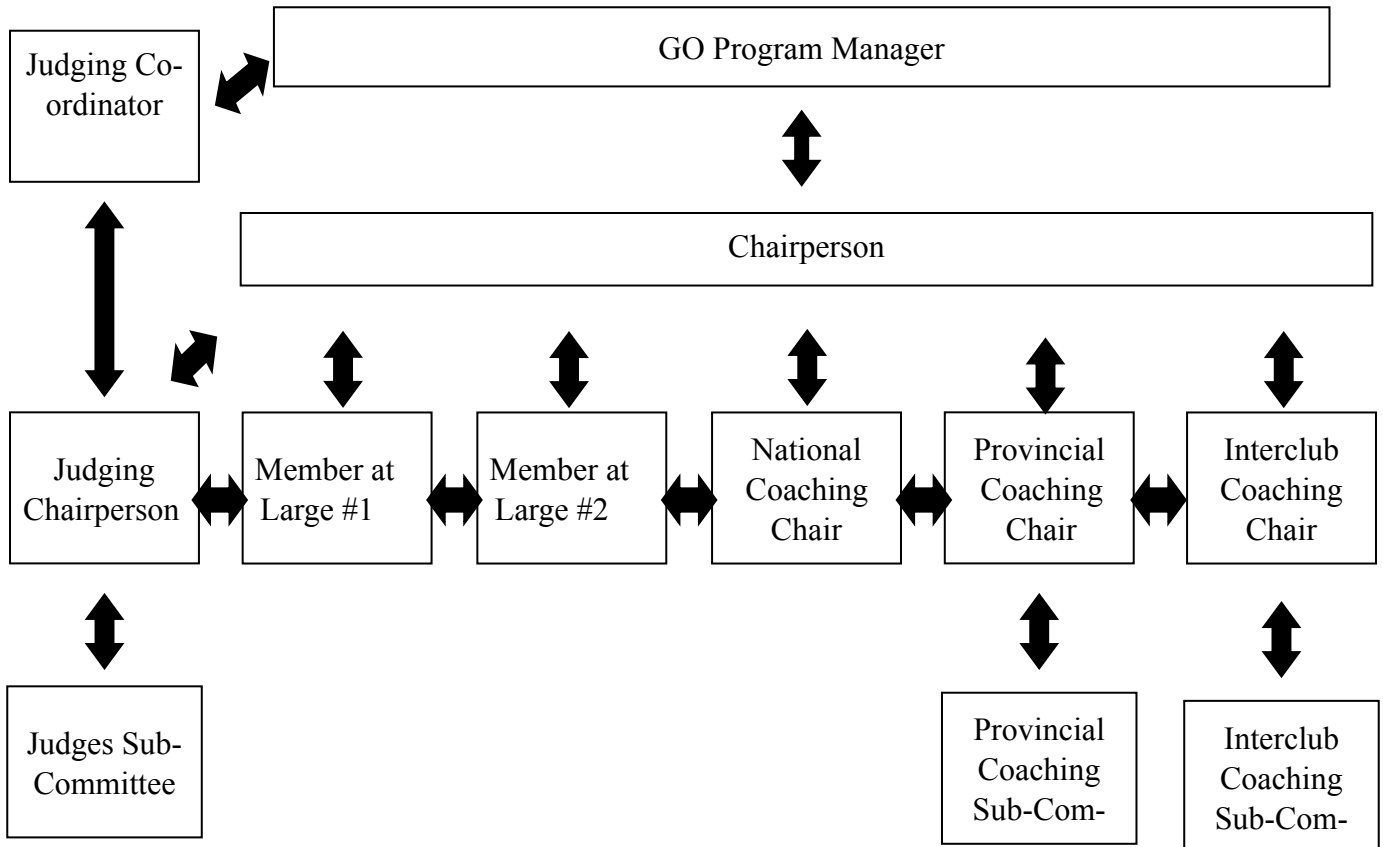 GO Program Manager
Judging Co-
ordinator
Chairperson
Judging
Chairperson
Member at
Large #1
Member at
Large #2
National
Coaching
Chair
Provincial
Coaching
Chair
Interclub
Coaching
Chair
Judges Sub-
Committee
Provincial
Coaching
Sub-Com-
Interclub
Coaching
Sub-Com-